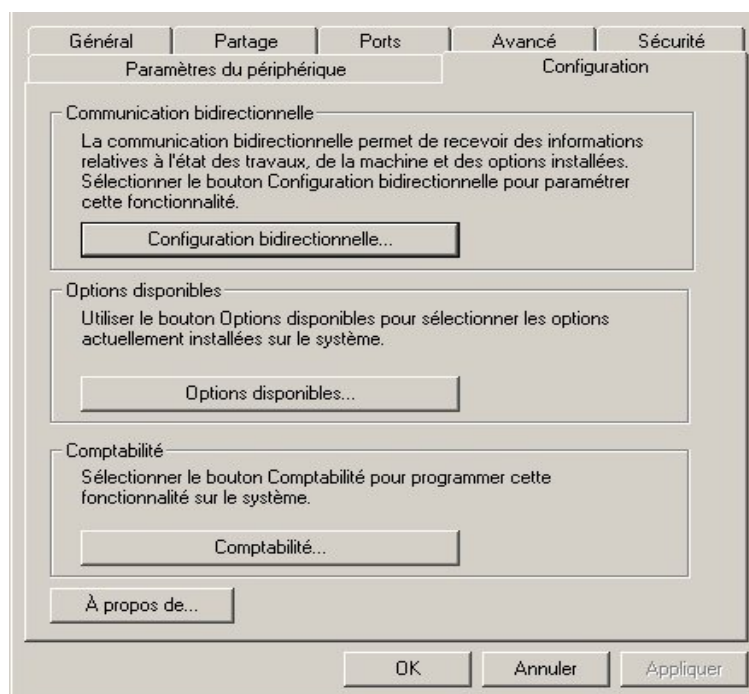 Général Partage Ports Avancé Sécurité
Paramètres du périphérique Configuration
Communication bidirectionnelle
La communication bidirectionnelle permet de recevoir des informations
relatives à l'état des travaux, de la machine et des options installées.
Sélectionner le bouton Configuration bidirectionnelle pour paramétrer
cette fonctionnalité.
Configuration bidirectionnelle...
Options disponibles
Utiliser le bouton Options disponibles pour sélectionner les options
actuellement installées sur le système.
Options disponibles...
Comptabilité
Sélectionner le bouton Comptabilité pour programmer cette
fonctionnalité sur le système.
Comptabilité...
À propos de...
OK Annuler Appliquer